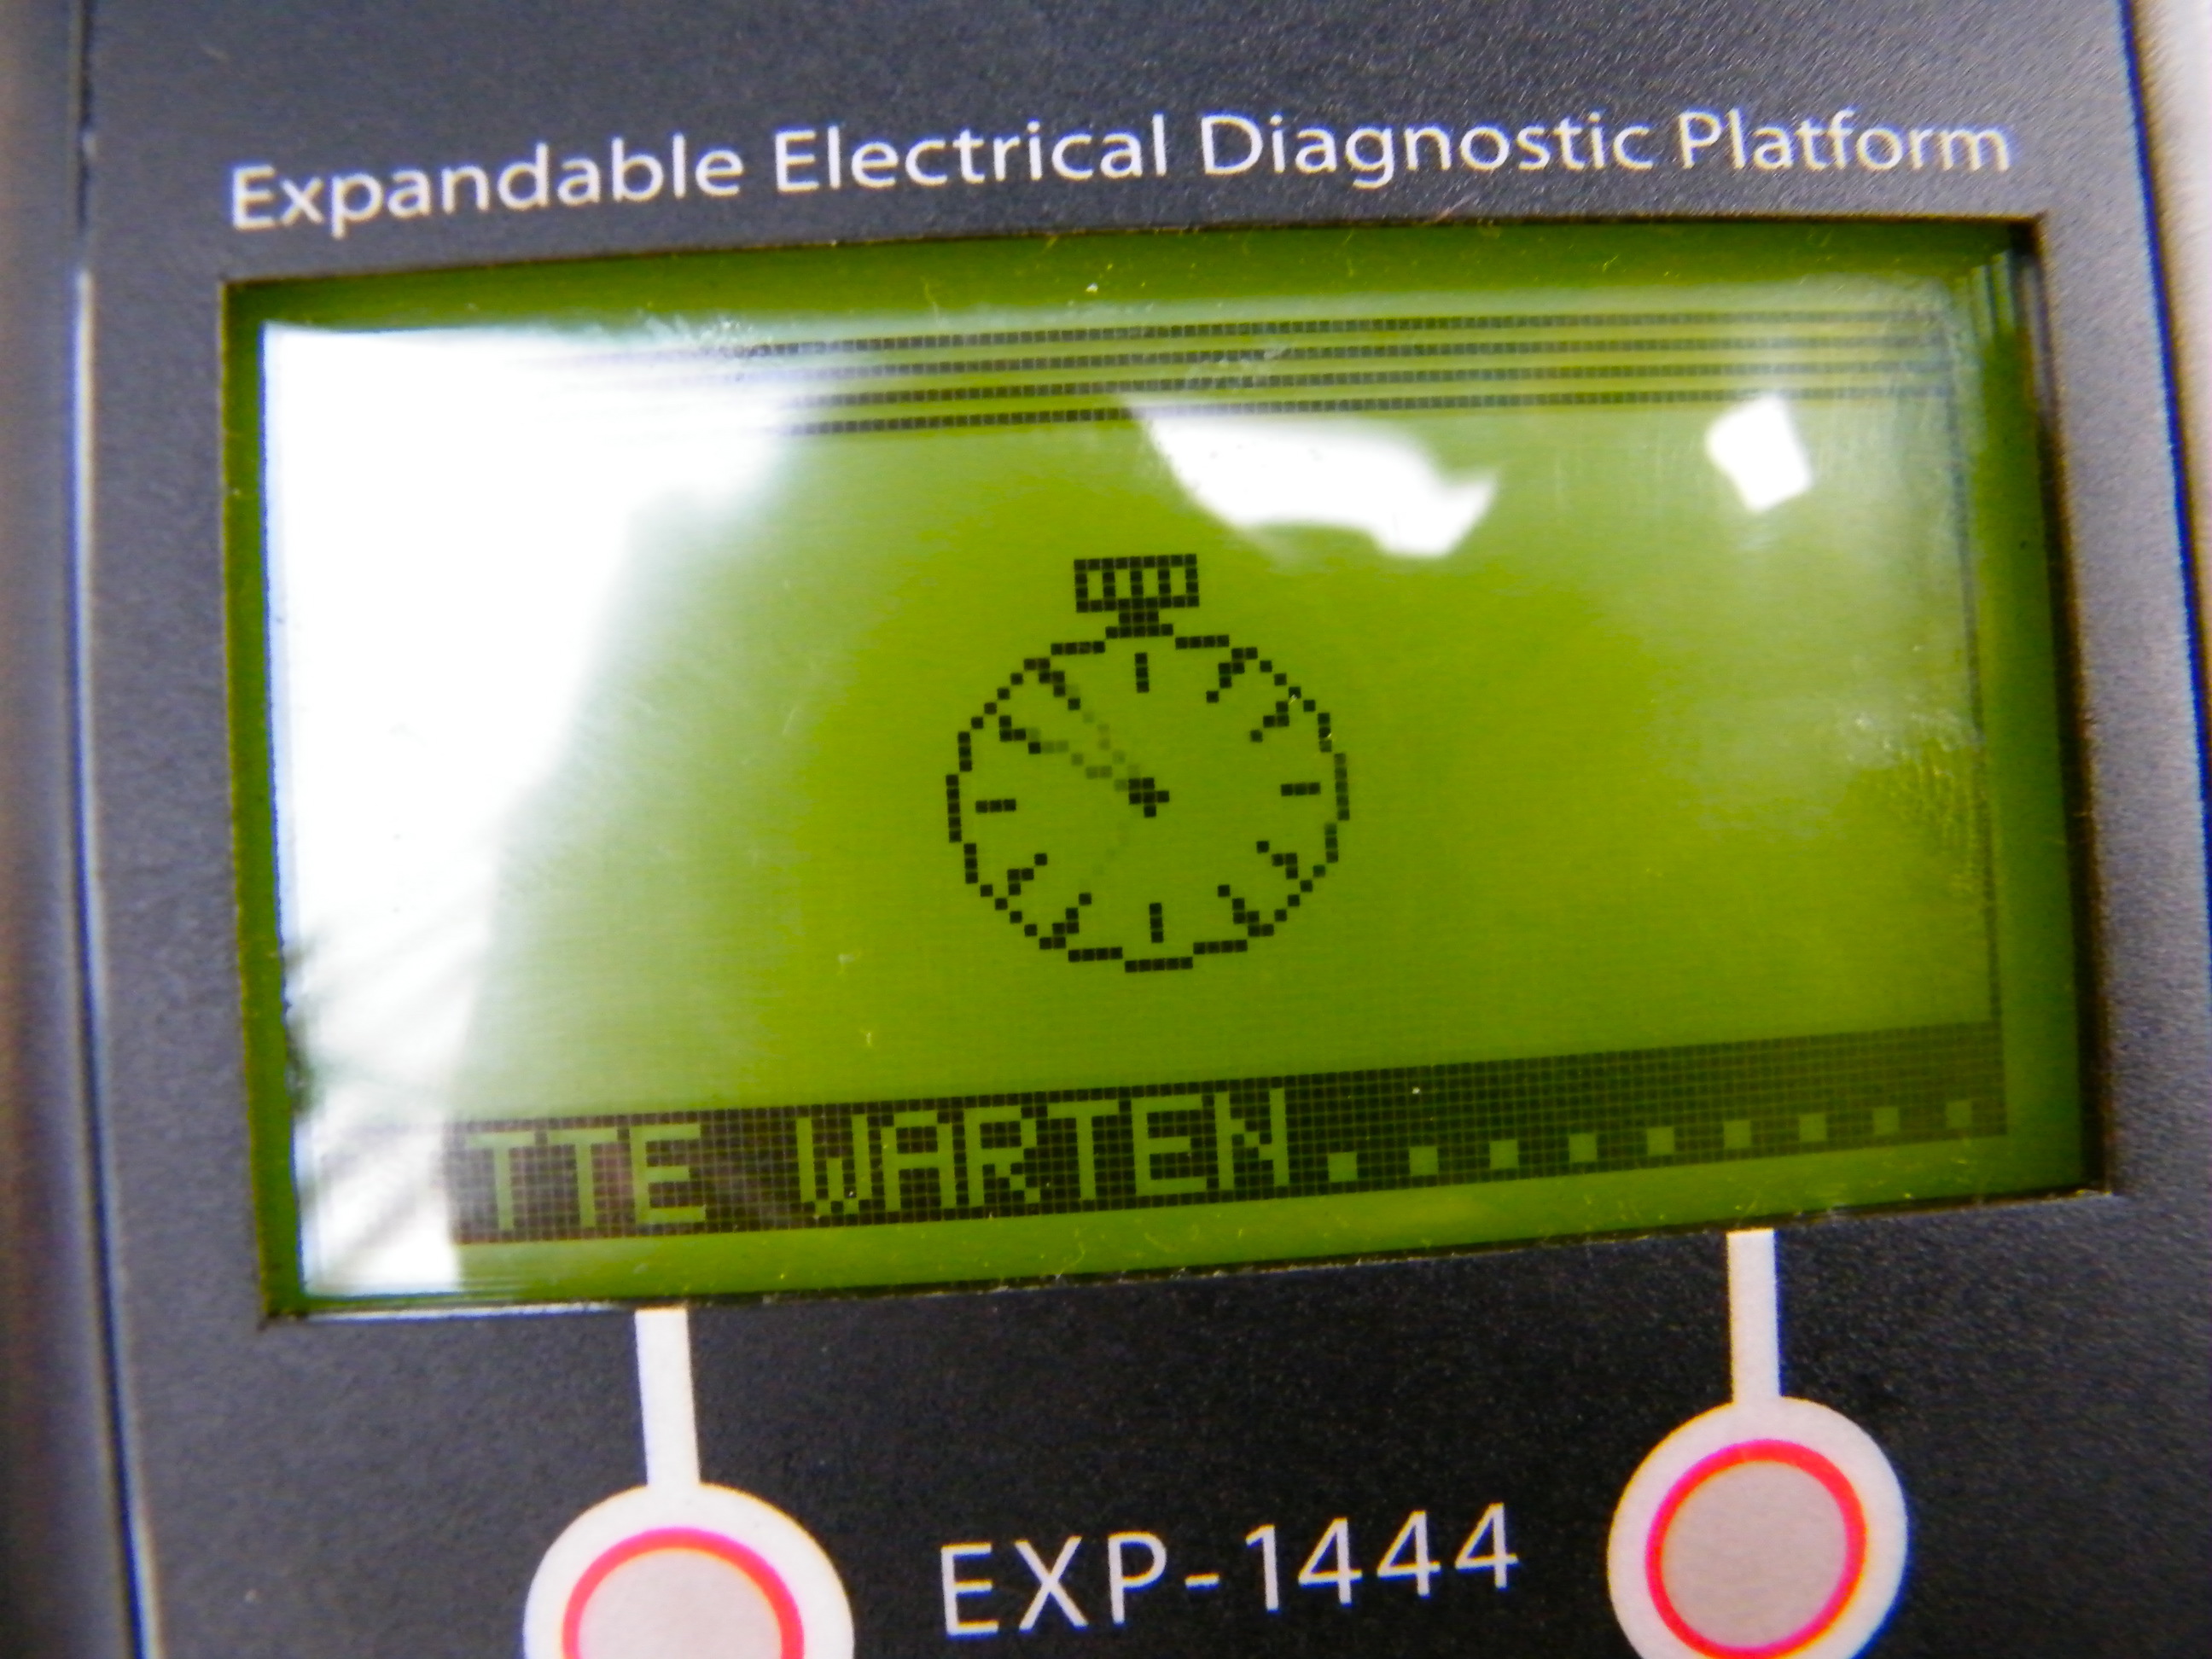 Expandable Electrical Diagnostic Platform
TTE WARTEN..........
EXP-1444